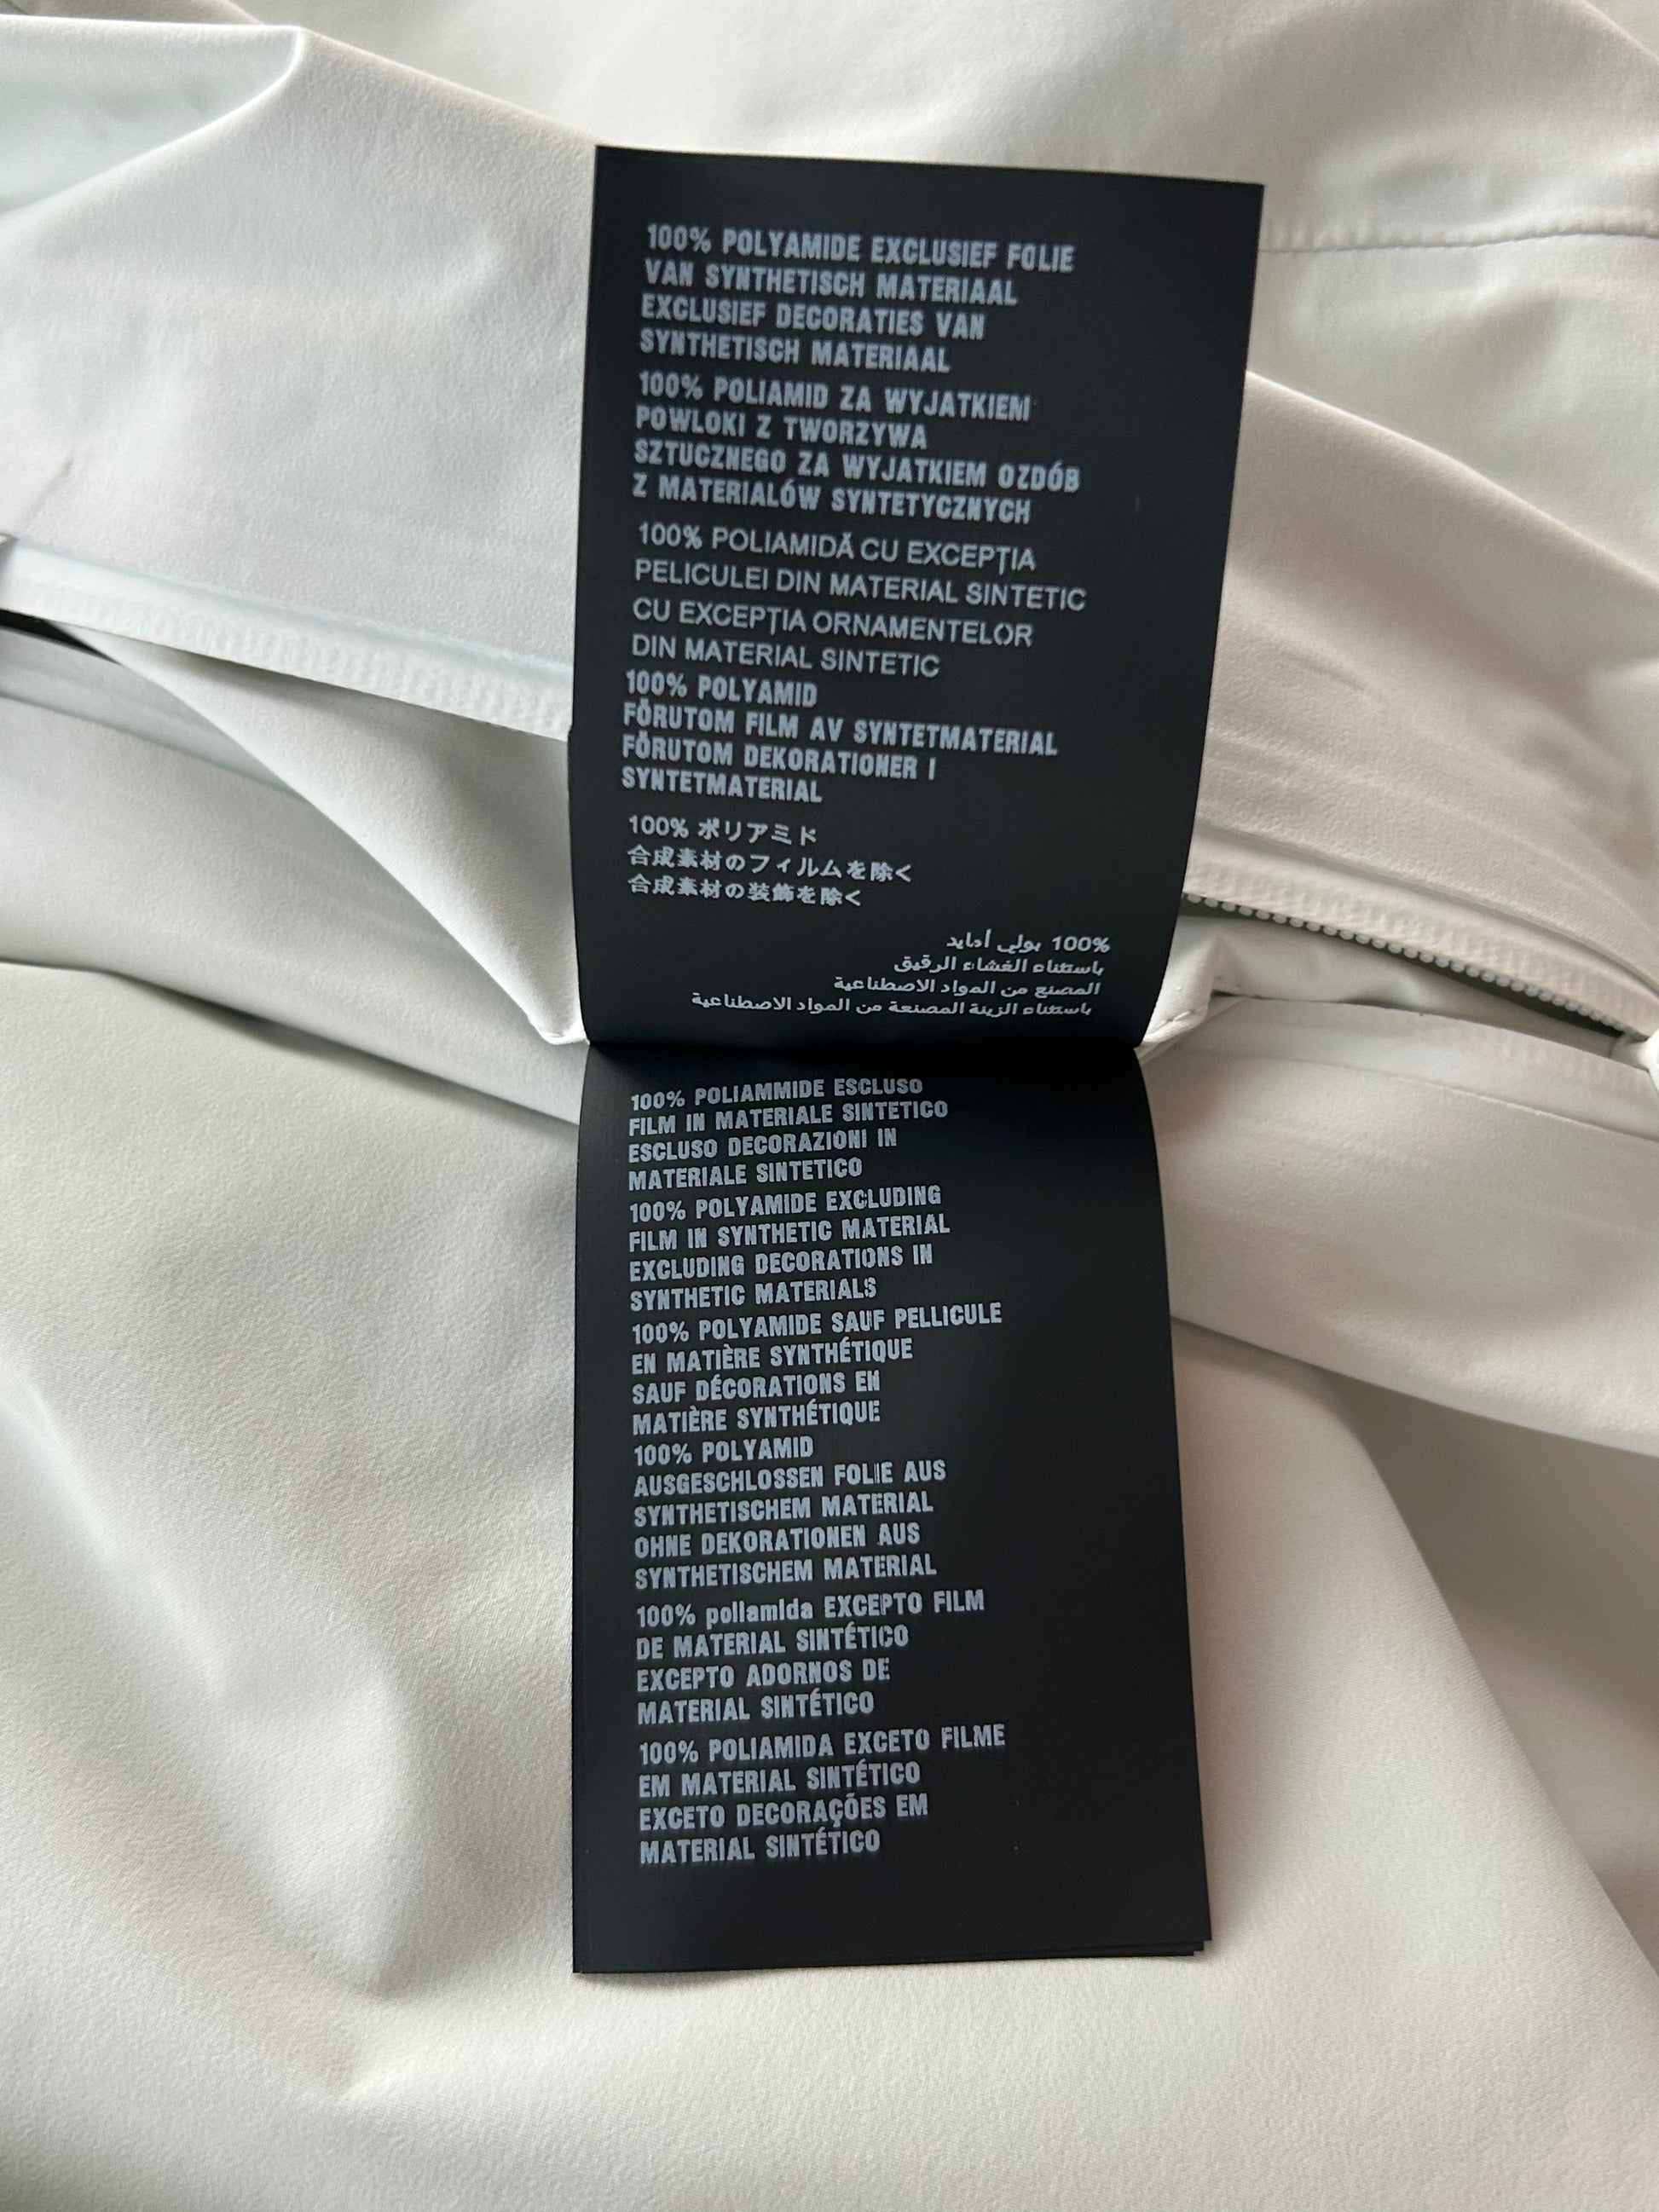 100% POLYAMIDE EXCLUSIEF FOLIE
VAN SYNTHETISCH MATERIAAL
EXCLUSIEF DECORATIES VAN
SYNTHETISCH MATERIAAL
100% POLIAMID ZA WYJATKIEM
POWLOKI Z TWORZYWA
SZTUCZNEGO ZA WYJATKIEM OZDÓB
Z MATERIALÓW SYNTETYCZNYCH
100% POLIAMIDĂ CU EXCEPŢIA
PELICULEI DIN MATERIAL SINTETIC
CU EXCEPŢIA ORNAMENTELOR
DIN MATERIAL SINTETIC
100% POLYAMID
FÖRUTOM FILM AV SYNTETMATERIAL
FÖRUTOM DEKORATIONER I
SYNTETMATERIAL
100% ポリアミド
合成素材のフィルムを除く
合成素材の装飾を除く
100% بولي أمايد
باستثناء الغشاء الرقيق
المصنع من المواد الاصطناعية
باستثناء الزينة المصنعة من المواد الاصطناعية
100% POLIAMMIDE ESCLUSO
FILM IN MATERIALE SINTETICO
ESCLUSO DECORAZIONI IN
MATERIALE SINTETICO
100% POLYAMIDE EXCLUDING
FILM IN SYNTHETIC MATERIAL
EXCLUDING DECORATIONS IN
SYNTHETIC MATERIALS
100% POLYAMIDE SAUF PELLICULE
EN MATIÈRE SYNTHÉTIQUE
SAUF DÉCORATIONS EN
MATIÈRE SYNTHÉTIQUE
100% POLYAMID
AUSGESCHLOSSEN FOLIE AUS
SYNTHETISCHEM MATERIAL
OHNE DEKORATIONEN AUS
SYNTHETISCHEM MATERIAL
100% poliamida EXCEPTO FILM
DE MATERIAL SINTÉTICO
EXCEPTO ADORNOS DE
MATERIAL SINTÉTICO
100% POLIAMIDA EXCETO FILME
EM MATERIAL SINTÉTICO
EXCETO DECORAÇÕES EM
MATERIAL SINTÉTICO